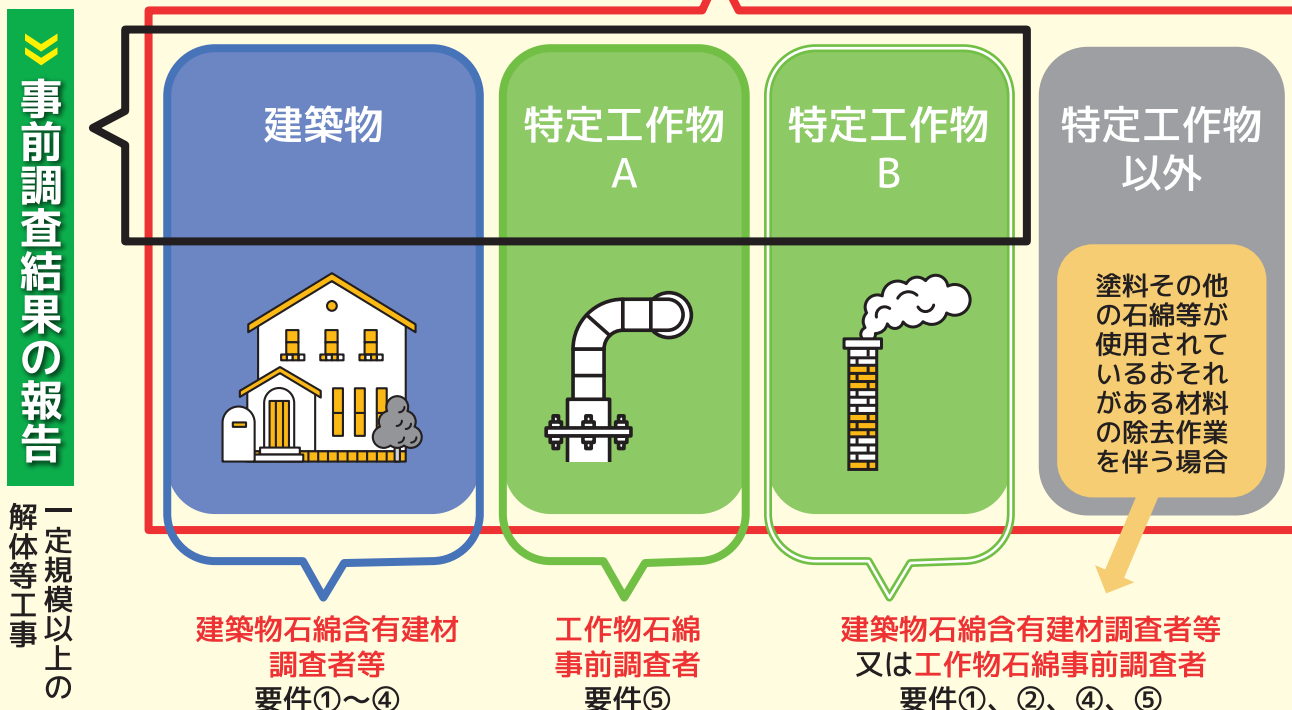 事前調査結果の報告
一定規模以上の
解体等工事
建築物
特定工作物
A
特定工作物
B
特定工作物
以外
塗料その他
の石綿等が
使用されて
いるおそれ
がある材料
の除去作業
を伴う場合
建築物石綿含有建材
調査者等
要件①～④
工作物石綿
事前調査者
要件⑤
建築物石綿含有建材調査者等
又は工作物石綿事前調査者
要件①、②、④、⑤